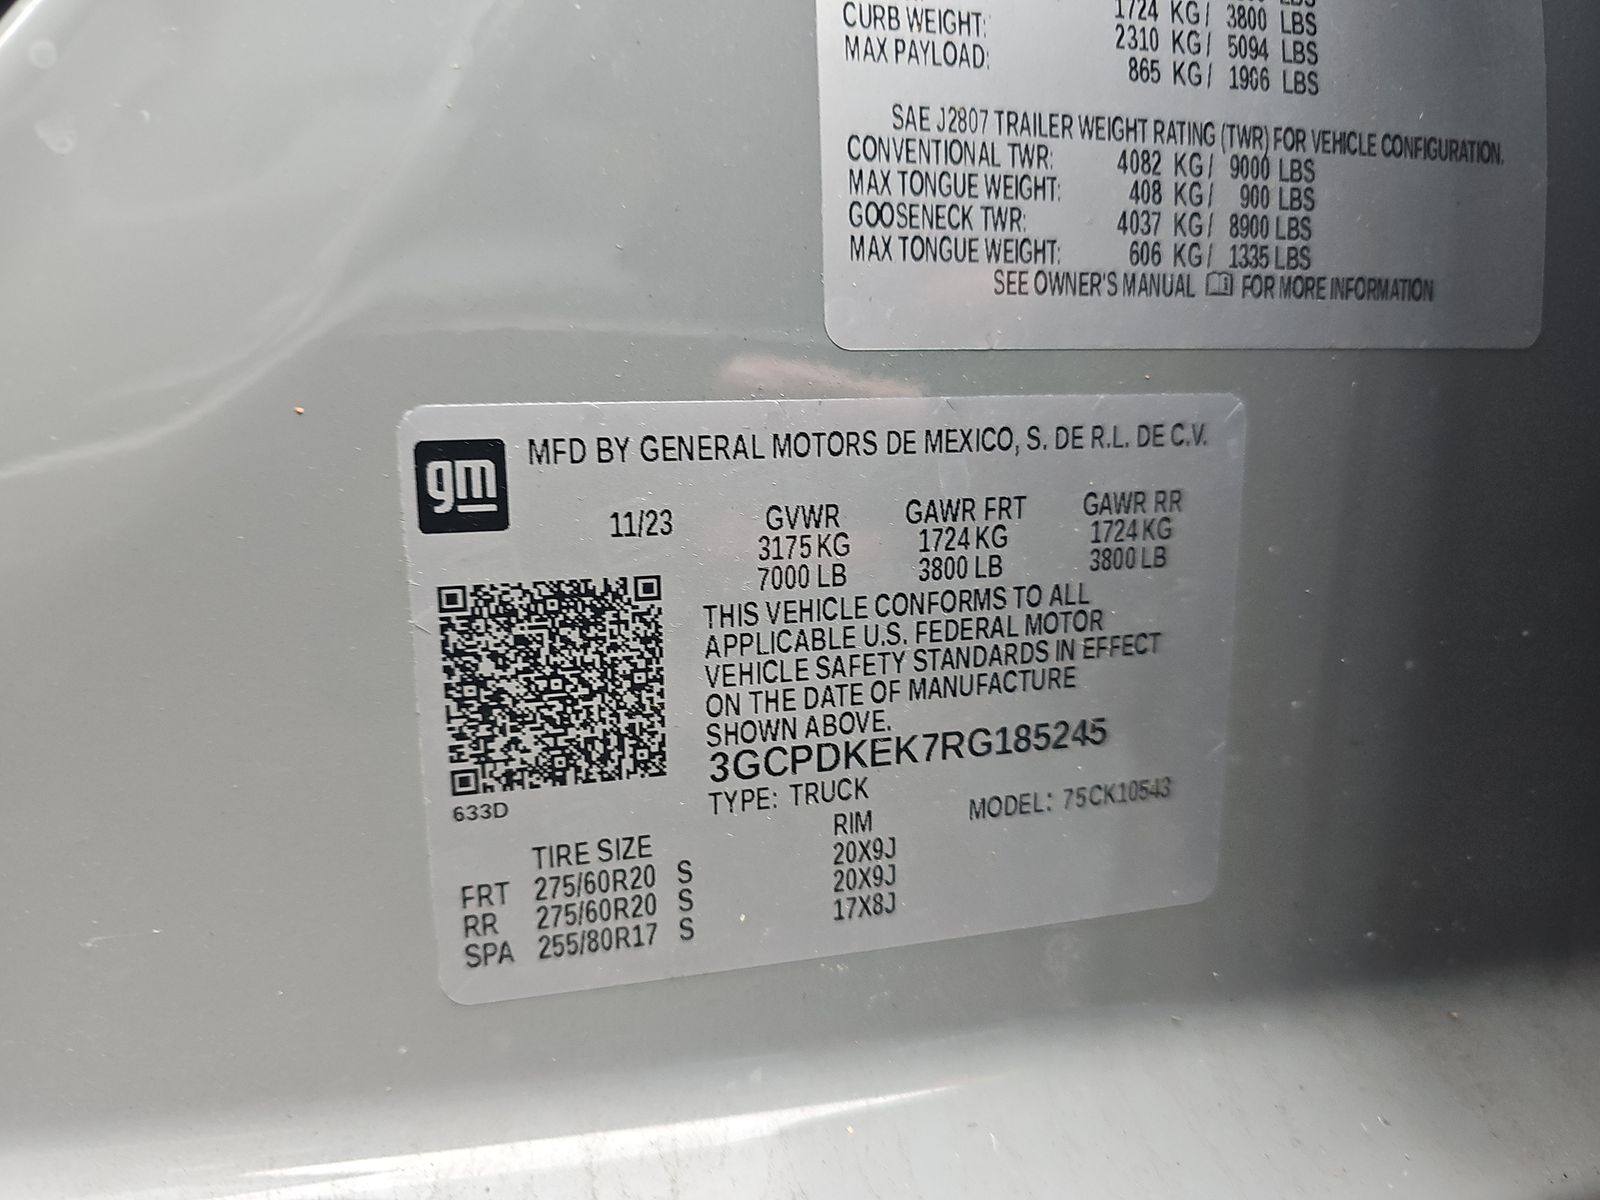 1724 KG/ 3800 LBS
CURB WEIGHT: 2310 KG/ 5094 LBS
MAX PAYLOAD: 865 KG/ 1906 LBS
SAE J2807 TRAILER WEIGHT RATING (TWR) FOR VEHICLE CONFIGURATION.
CONVENTIONAL TWR: 4082 KG/ 9000 LBS
MAX TONGUE WEIGHT: 408 KG/ 900 LBS
GOOSENECK TWR: 4037 KG/ 8900 LBS
MAX TONGUE WEIGHT: 606 KG/ 1335 LBS
SEE OWNER'S MANUAL FOR MORE INFORMATION
gm
MFD BY GENERAL MOTORS DE MEXICO, S. DE R.L. DE C.V.
11/23 GVWR GAWR FRT GAWR RR
3175 KG 1724 KG 1724 KG
7000 LB 3800 LB 3800 LB
THIS VEHICLE CONFORMS TO ALL
APPLICABLE U.S. FEDERAL MOTOR
VEHICLE SAFETY STANDARDS IN EFFECT
ON THE DATE OF MANUFACTURE
SHOWN ABOVE.
3GCPDKEK7RG185245
TYPE: TRUCK MODEL: 75CK10543
633D
TIRE SIZE RIM
FRT 275/60R20 S 20X9J
RR 275/60R20 S 20X9J
SPA 255/80R17 S 17X8J